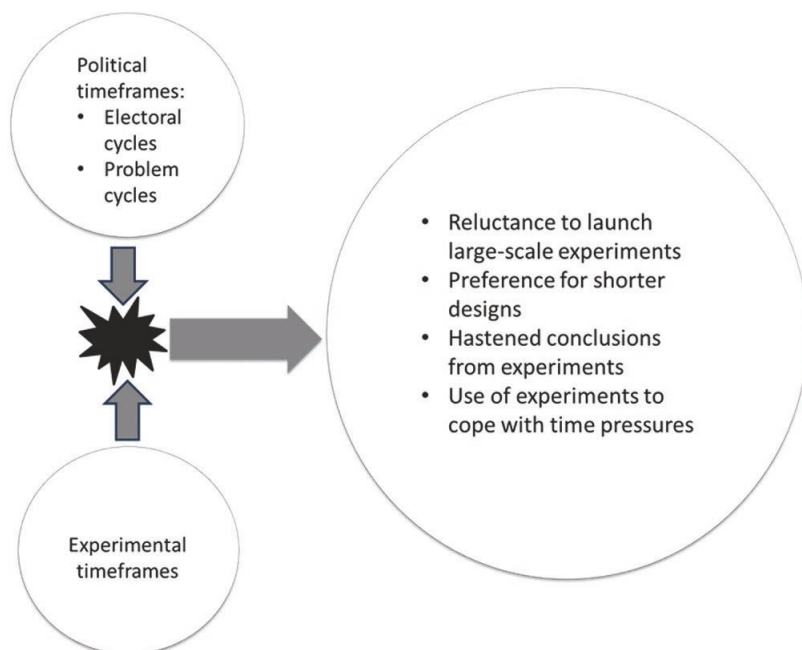 Political
timeframes:
• Electoral
cycles
• Problem
cycles
• Reluctance to launch
large-scale experiments
• Preference for shorter
designs
• Hastened conclusions
from experiments
• Use of experiments to
cope with time pressures
Experimental
timeframes